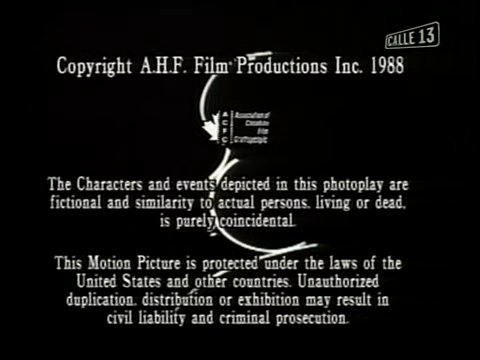 CALLE 13
Copyright A.H.F. Film Productions Inc. 1988
A
C
F
C
Association of
Canadian
Film
Craftspeople
The Characters and events depicted in this photoplay are
fictional and similarity to actual persons, living or dead,
is purely coincidental.
This Motion Picture is protected under the laws of the
United States and other countries. Unauthorized
duplication, distribution or exhibition may result in
civil liability and criminal prosecution.